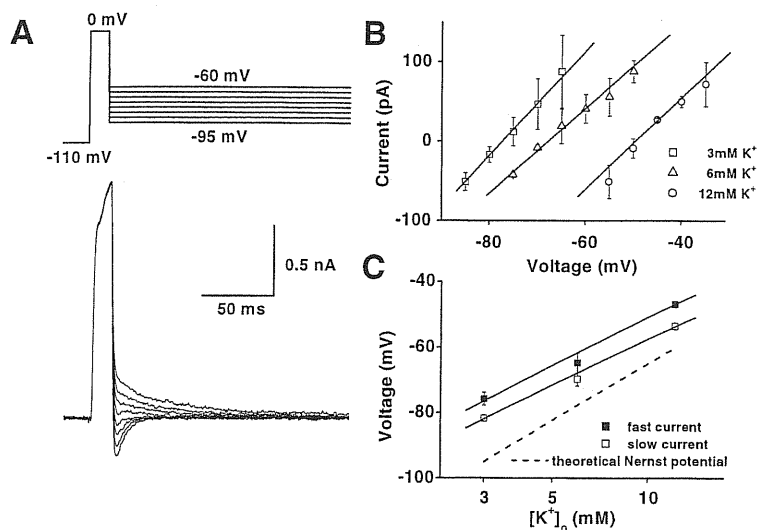 A
0 mV
-60 mV
-95 mV
-110 mV
0.5 nA
50 ms
B
Current (pA)
100
0
-100
-80
-60
-40
Voltage (mV)
3mM K⁺
6mM K⁺
12mM K⁺
C
Voltage (mV)
-40
-60
-80
-100
3
5
10
[K⁺]ₒ (mM)
fast current
slow current
theoretical Nernst potential